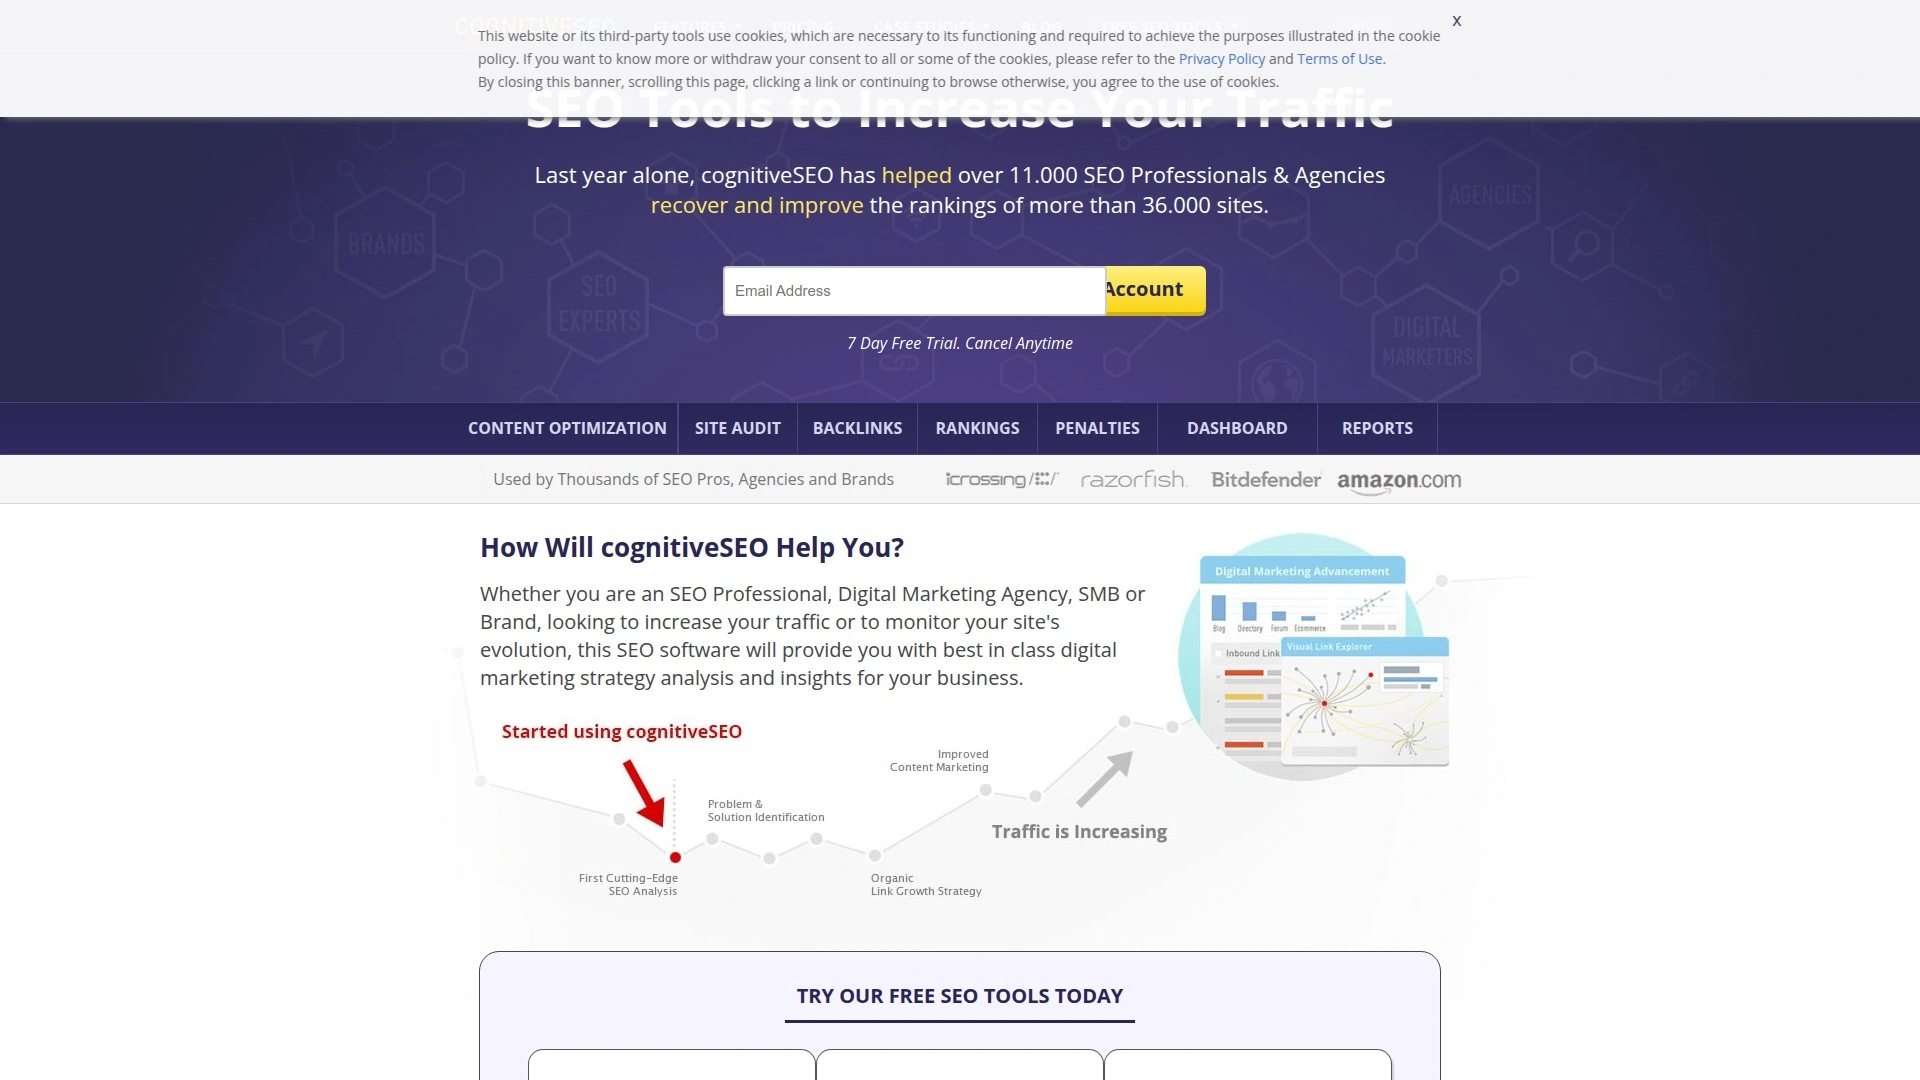 COGNITIVESEO
FEATURES
PRICING
CASE STUDIES
BLOG
FREE SEO TOOLS
x
This website or its third-party tools use cookies, which are necessary to its functioning and required to achieve the purposes illustrated in the cookie
policy. If you want to know more or withdraw your consent to all or some of the cookies, please refer to the Privacy Policy and Terms of Use.
By closing this banner, scrolling this page, clicking a link or continuing to browse otherwise, you agree to the use of cookies.
SEO Tools to Increase Your Traffic
Last year alone, cognitiveSEO has helped over 11.000 SEO Professionals & Agencies
recover and improve the rankings of more than 36.000 sites.
BRANDS
SEO
EXPERTS
AGENCIES
DIGITAL
MARKETERS
Email Address
Account
7 Day Free Trial. Cancel Anytime
CONTENT OPTIMIZATION
SITE AUDIT
BACKLINKS
RANKINGS
PENALTIES
DASHBOARD
REPORTS
Used by Thousands of SEO Pros, Agencies and Brands
icrossing
razorfish.
Bitdefender
amazon.com
How Will cognitiveSEO Help You?
Whether you are an SEO Professional, Digital Marketing Agency, SMB or
Brand, looking to increase your traffic or to monitor your site's
evolution, this SEO software will provide you with best in class digital
marketing strategy analysis and insights for your business.
Digital Marketing Advancement
Blog
Directory
Forum
Ecommerce
Inbound Link
Visual Link Explorer
Started using cognitiveSEO
First Cutting-Edge
SEO Analysis
Problem &
Solution Identification
Organic
Link Growth Strategy
Improved
Content Marketing
Traffic is Increasing
TRY OUR FREE SEO TOOLS TODAY